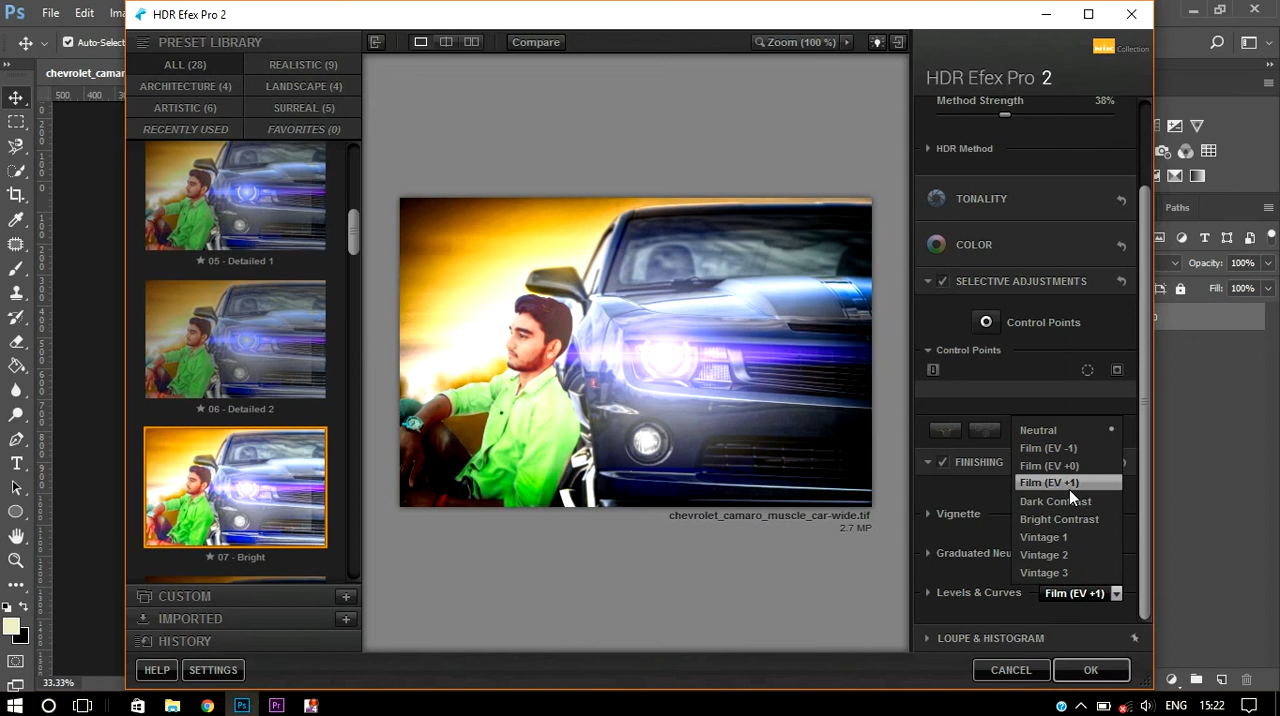 Ps File Edit Ima
HDR Efex Pro 2
Auto-Select
chevrolet_cama
500 400
PRESET LIBRARY
ALL (28) REALISTIC (9)
ARCHITECTURE (4) LANDSCAPE (4)
ARTISTIC (6) SURREAL (5)
RECENTLY USED FAVORITES (0)
★ 05 - Detailed 1
★ 06 - Detailed 2
★ 07 - Bright
CUSTOM
IMPORTED
HISTORY
HELP SETTINGS
Compare
Zoom (100 %)
chevrolet_camaro_muscle_car-wide.tif
2.7 MP
Nik Collection
HDR Efex Pro 2
Method Strength 38%
HDR Method
TONALITY
COLOR
SELECTIVE ADJUSTMENTS
Control Points
Control Points
Neutral
Film (EV -1)
Film (EV +0)
Film (EV +1)
Dark Contrast
Bright Contrast
Vintage 1
Vintage 2
Vintage 3
FINISHING
Vignette
Graduated Neu
Levels & Curves Film (EV +1)
LOUPE & HISTOGRAM
CANCEL OK
Paths
Opacity: 100%
Fill: 100%
33.33%
Ps Pr
ENG 15:22